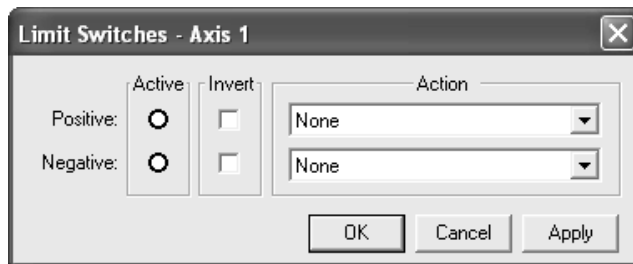 Limit Switches - Axis 1
Active Invert Action
Positive: None
Negative: None
OK Cancel Apply